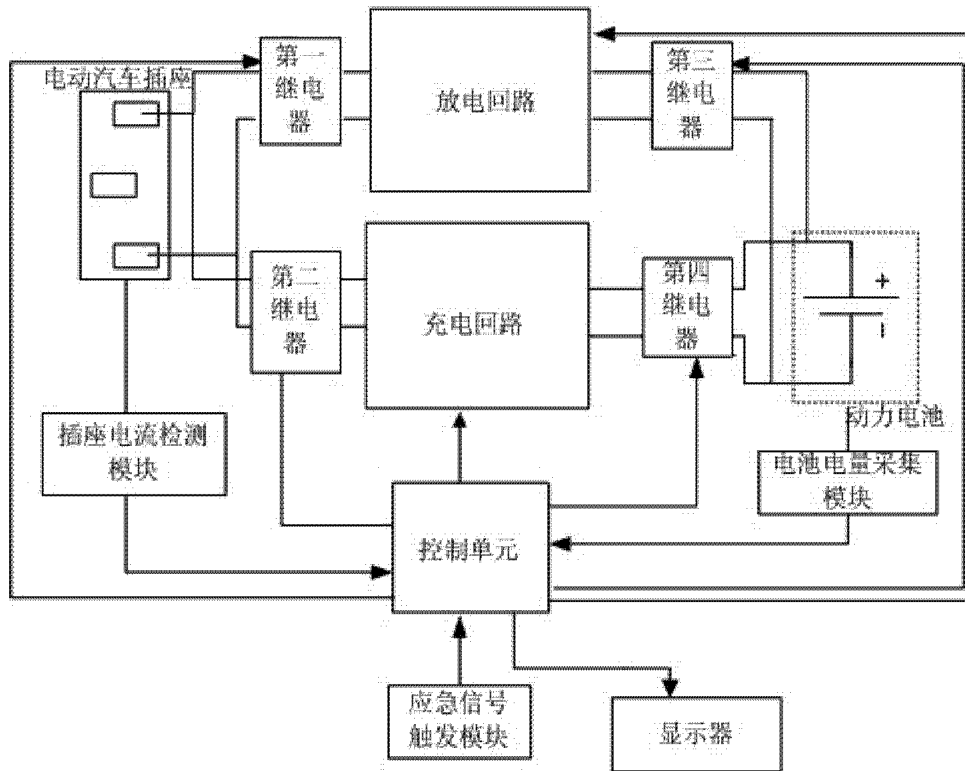 电动汽车插座
第一
继电
器
放电回路
第三
继电
器
第二
继电
器
充电回路
第四
继电
器
+
-
动力电池
插座电流检测
模块
电池电量采集
模块
控制单元
应急信号
触发模块
显示器